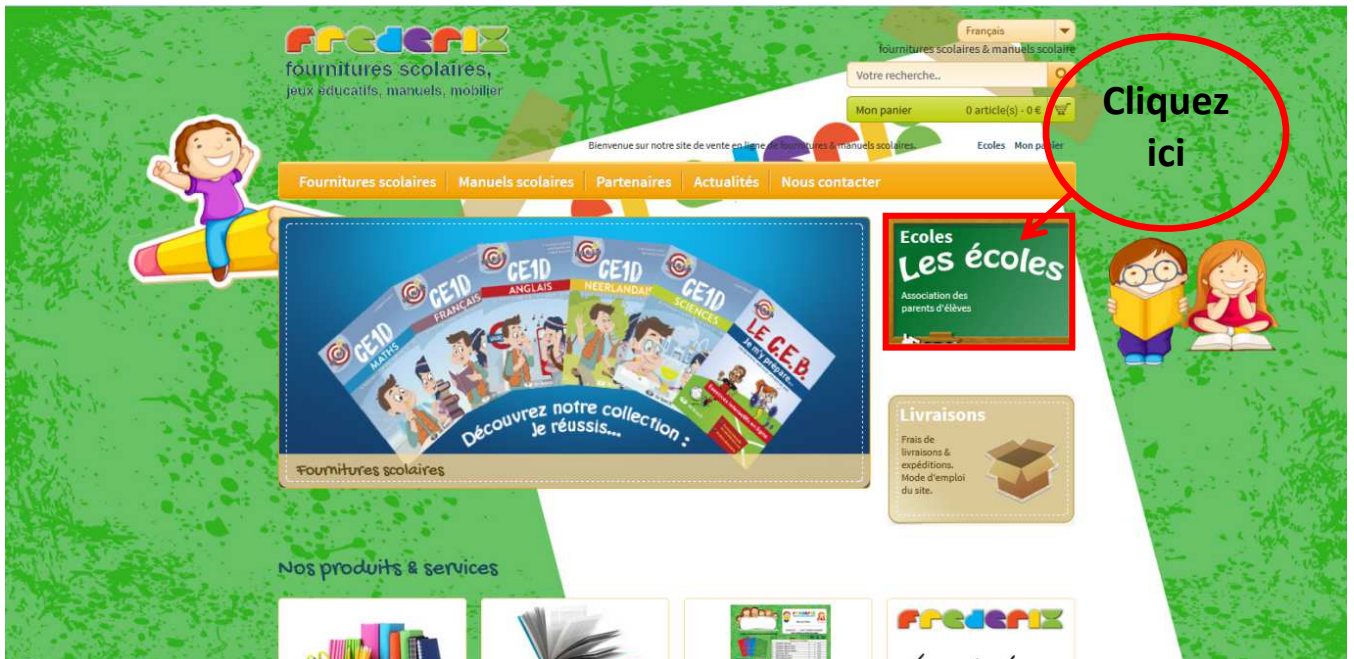 FREDERIX
fournitures scolaires,
jeux éducatifs, manuels, mobilier
Français
fournitures scolaires & manuels scolaire
Votre recherche..
Mon panier 0 article(s) - 0 €
Cliquez
ici
Bienvenue sur notre site de vente en ligne de fournitures & manuels scolaires.
Ecoles Mon panier
Fournitures scolaires Manuels scolaires Partenaires Actualités Nous contacter
CE1D
MATHS
CE1D
FRANÇAIS
CE1D
ANGLAIS
CE1D
NEERLANDAIS
CE1D
SCIENCES
LE C.E.B.
Je m'y prépare...
Découvrez notre collection :
Je réussis...
Fournitures scolaires
Ecoles
Les écoles
Association des
parents d'élèves
Livraisons
Frais de
livraisons &
expéditions.
Mode d'emploi
du site.
Nos produits & services
FREDERIX